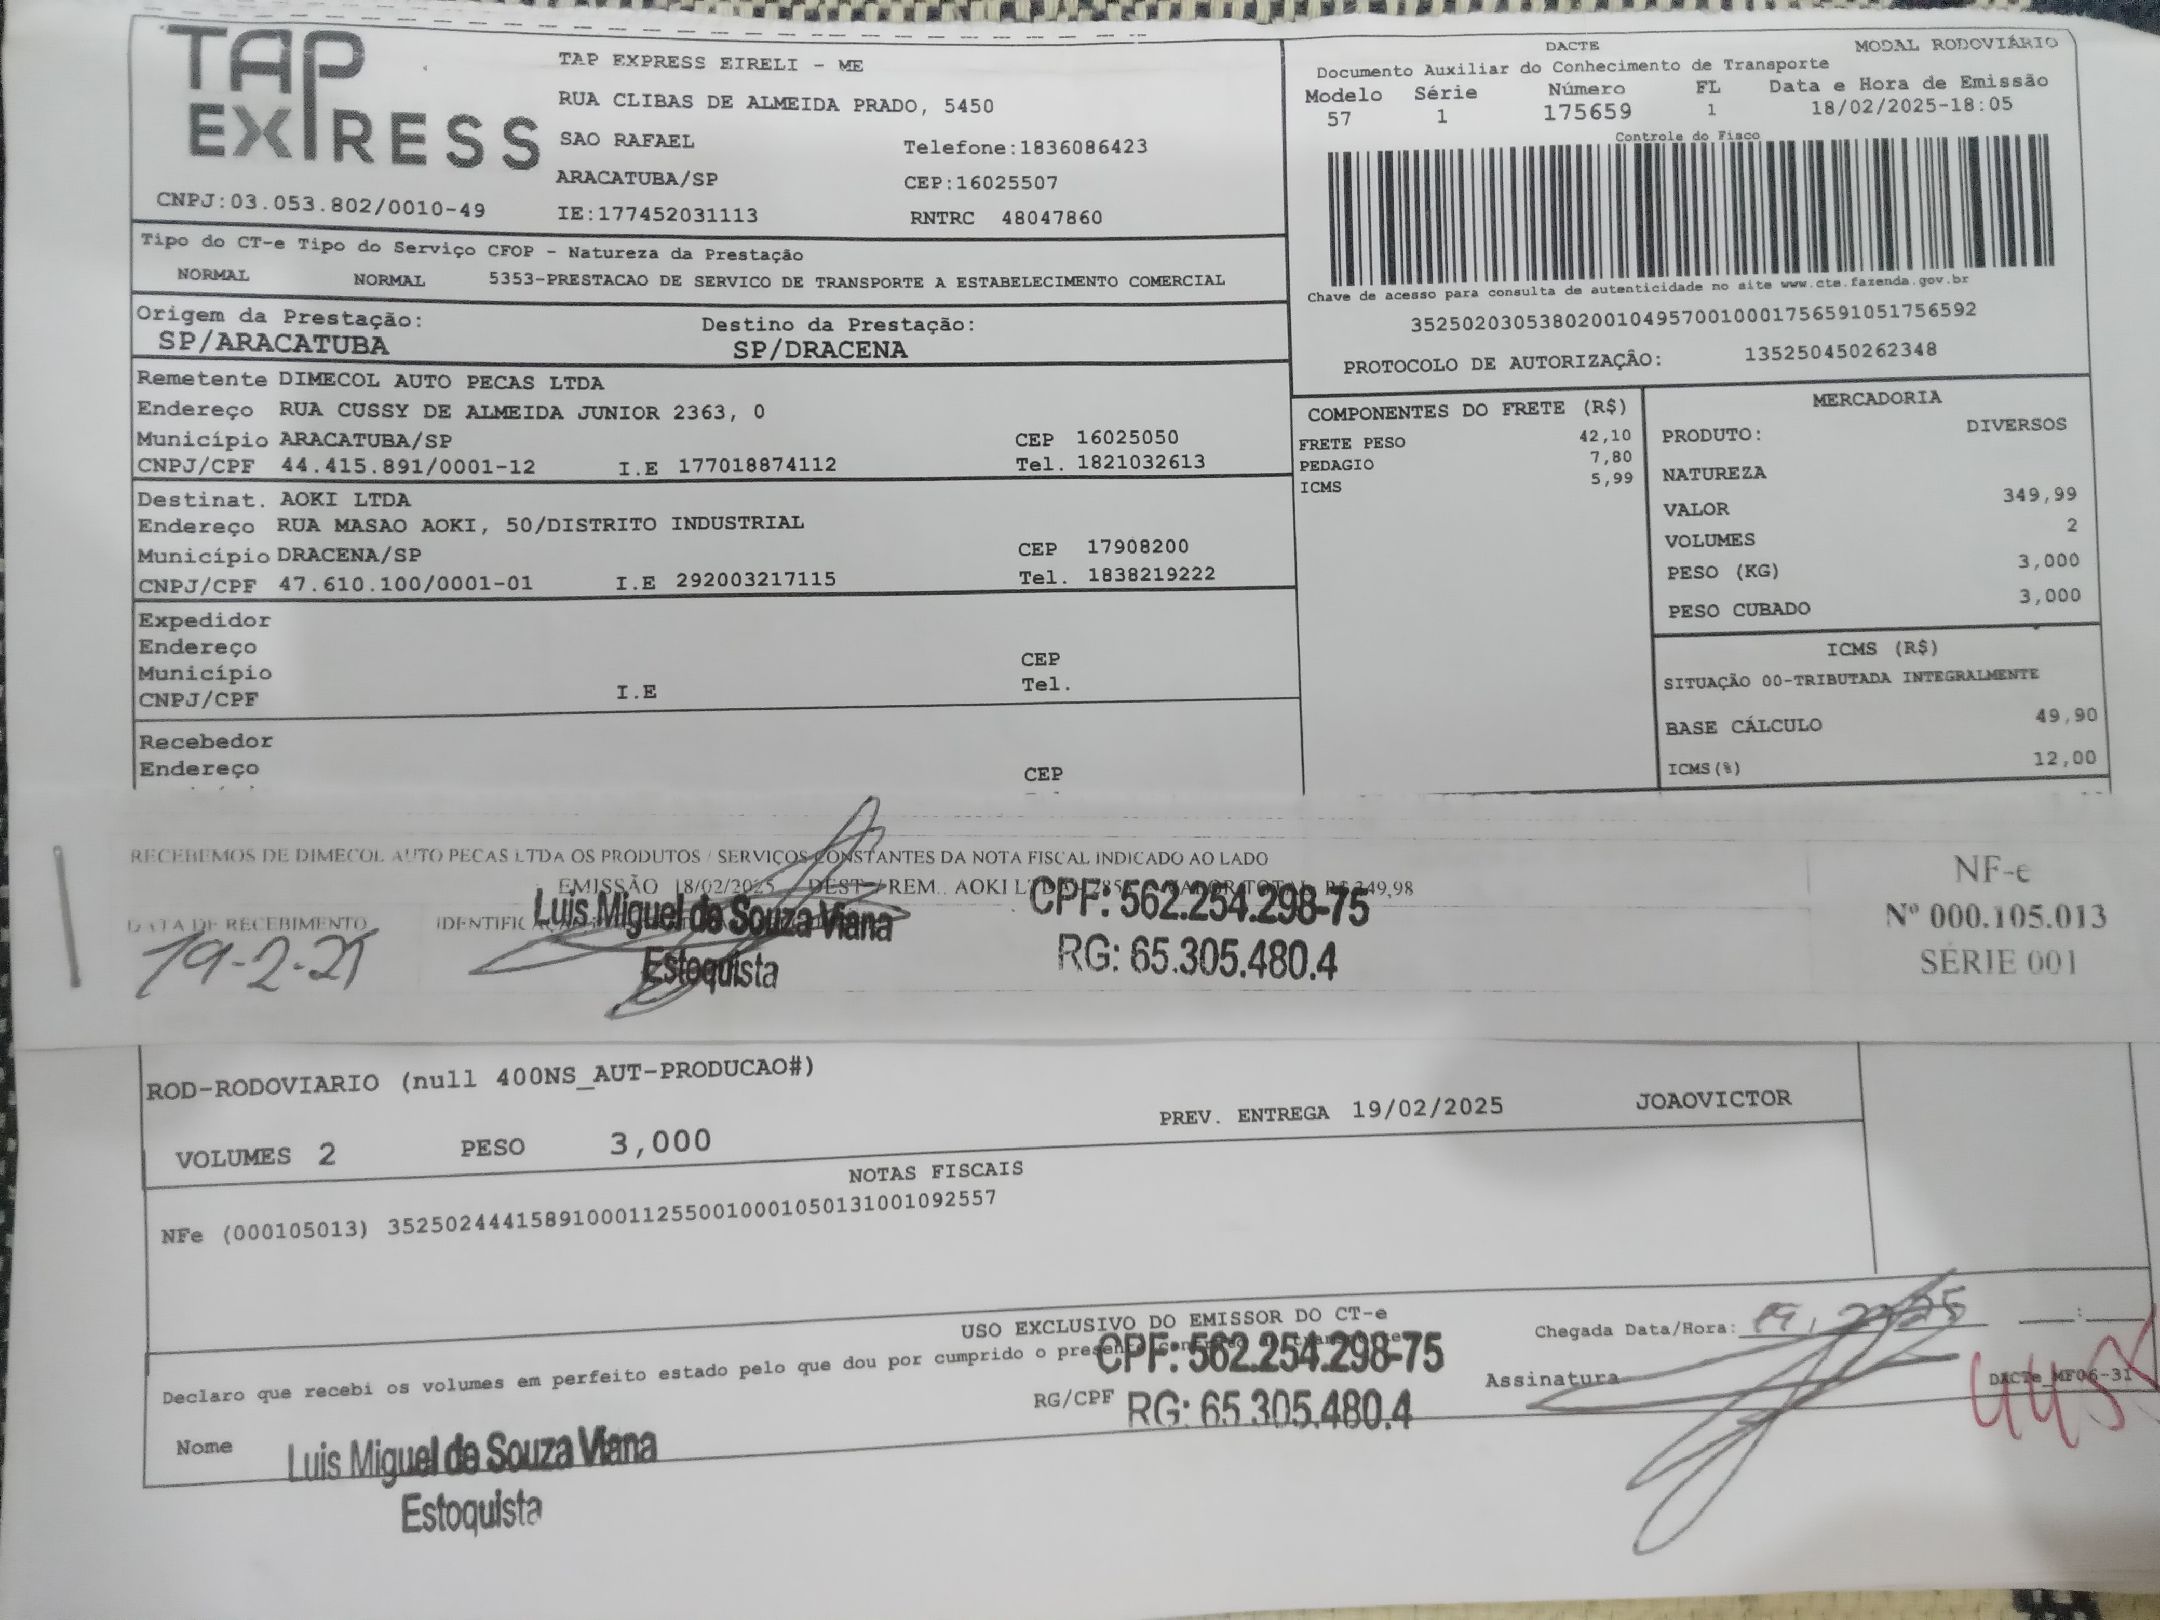 TAP EXPRESS
TAP EXPRESS EIRELI - ME
RUA CLIBAS DE ALMEIDA PRADO, 5450
SAO RAFAEL Telefone:1836086423
ARACATUBA/SP CEP:16025507
CNPJ:03.053.802/0010-49 IE:177452031113 RNTRC 48047860
DACTE MODAL RODOVIÁRIO
Documento Auxiliar do Conhecimento de Transporte
Modelo Série Número FL Data e Hora de Emissão
57 1 175659 1 18/02/2025-18:05
Controle do Fisco
Chave de acesso para consulta de autenticidade no site www.cte.fazenda.gov.br
35250203053802001049570010001756591051756592
PROTOCOLO DE AUTORIZAÇÃO: 135250450262348
Tipo do CT-e Tipo do Serviço CFOP - Natureza da Prestação
NORMAL NORMAL 5353-PRESTACAO DE SERVICO DE TRANSPORTE A ESTABELECIMENTO COMERCIAL
Origem da Prestação: Destino da Prestação:
SP/ARACATUBA SP/DRACENA
Remetente DIMECOL AUTO PECAS LTDA
Endereço RUA CUSSY DE ALMEIDA JUNIOR 2363, 0
Município ARACATUBA/SP CEP 16025050
CNPJ/CPF 44.415.891/0001-12 I.E 177018874112 Tel. 1821032613
Destinat. AOKI LTDA
Endereço RUA MASAO AOKI, 50/DISTRITO INDUSTRIAL
Município DRACENA/SP CEP 17908200
CNPJ/CPF 47.610.100/0001-01 I.E 292003217115 Tel. 1838219222
Expedidor
Endereço
Município CEP
CNPJ/CPF I.E Tel.
Recebedor
Endereço CEP
COMPONENTES DO FRETE (R$)
FRETE PESO 42,10
PEDAGIO 7,80
ICMS 5,99
MERCADORIA
PRODUTO: DIVERSOS
NATUREZA
VALOR 349,99
VOLUMES 2
PESO (KG) 3,000
PESO CUBADO 3,000
ICMS (R$)
SITUAÇÃO 00-TRIBUTADA INTEGRALMENTE
BASE CÁLCULO 49,90
ICMS(%) 12,00
RECEBEMOS DE DIMECOL AUTO PECAS LTDA OS PRODUTOS / SERVIÇOS CONSTANTES DA NOTA FISCAL INDICADO AO LADO
EMISSÃO 18/02/2025 DEST / REM.. AOKI VALOR TOTAL R$ 349,98
DATA DE RECEBIMENTO
19-2-25
Luis Miguel de Souza Viana
Estoquista
CPF: 562.254.298-75
RG: 65.305.480.4
NF-e
Nº 000.105.013
SÉRIE 001
ROD-RODOVIARIO (null 400NS_AUT-PRODUCAO#)
VOLUMES 2 PESO 3,000 PREV. ENTREGA 19/02/2025 JOAOVICTOR
NOTAS FISCAIS
NFe (000105013) 35250244415891000112550010001050131001092557
USO EXCLUSIVO DO EMISSOR DO CT-e
Declaro que recebi os volumes em perfeito estado pelo que dou por cumprido o presente
Nome Luis Miguel de Souza Viana
Estoquista
RG/CPF
CPF: 562.254.298-75
RG: 65.305.480.4
Chegada Data/Hora:
Assinatura
DACTe_MF06-31